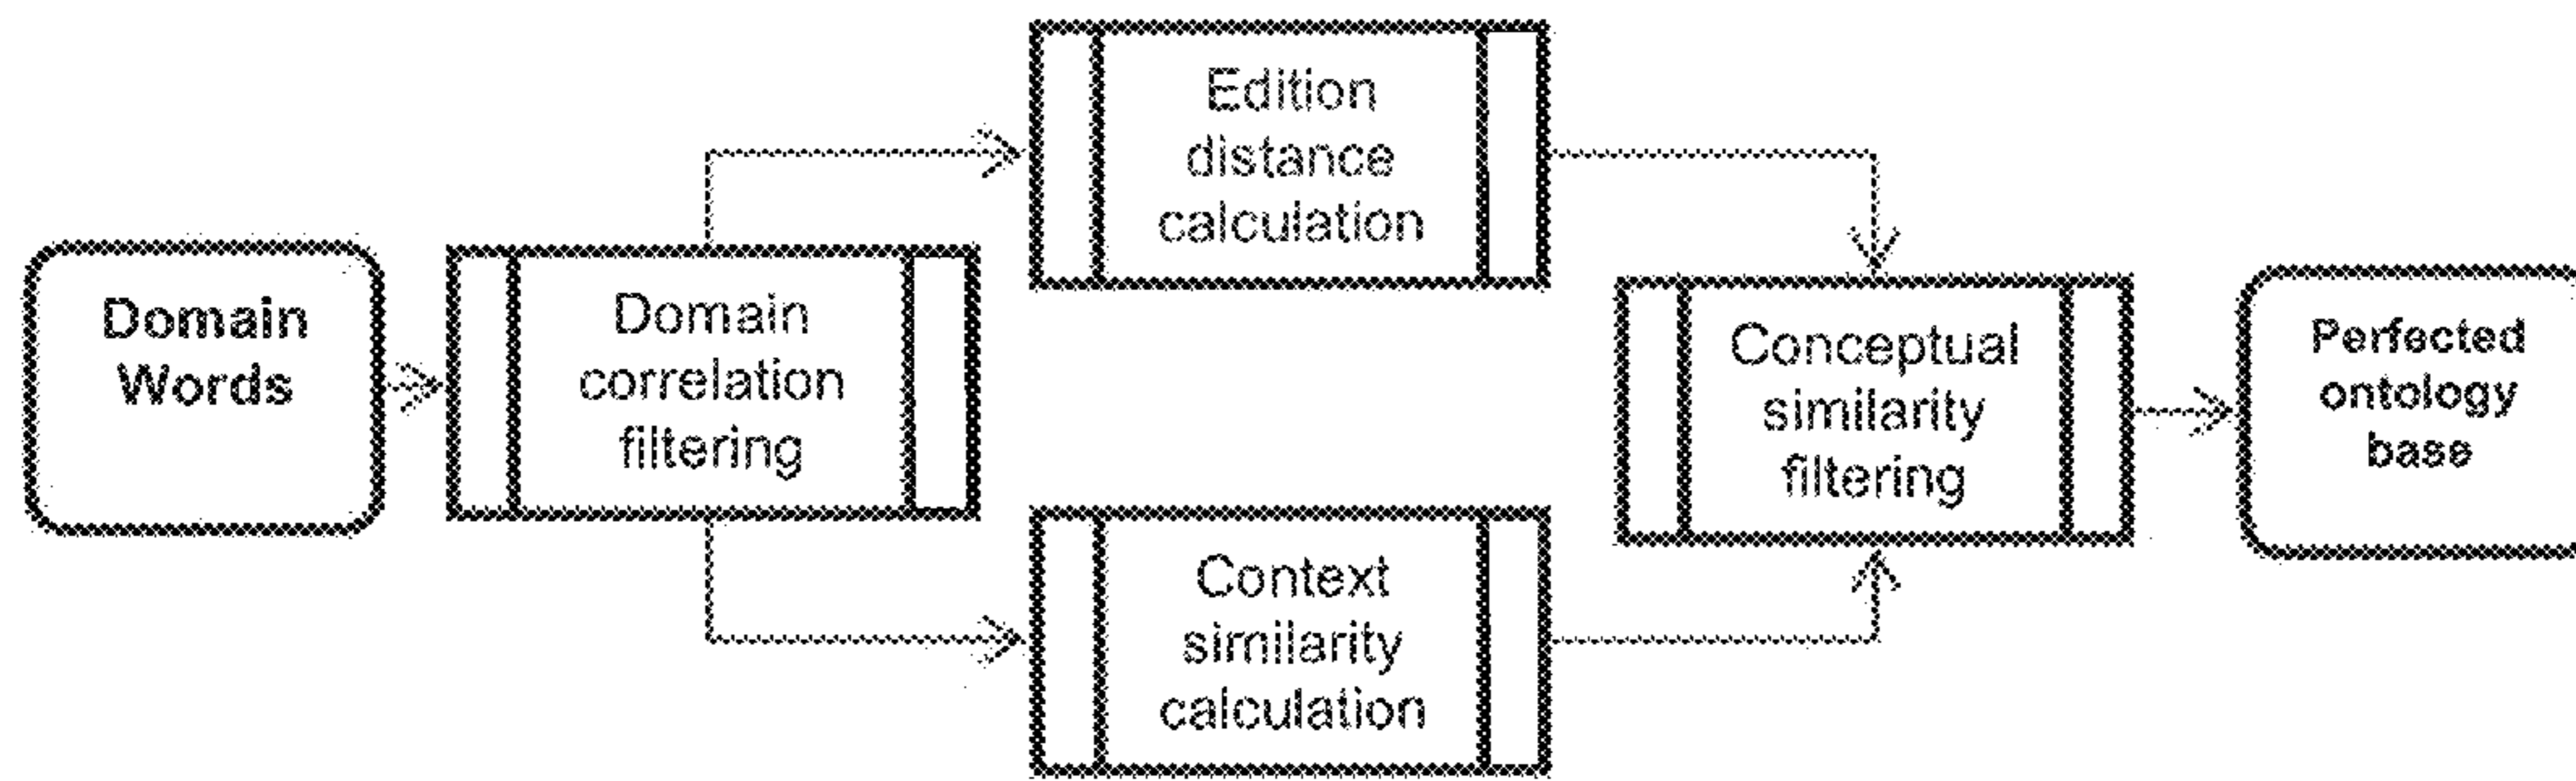 Domain
Words
Domain
correlation
filtering
Edition
distance
calculation
Context
similarity
calculation
Conceptual
similarity
filtering
Perfected
ontology
base